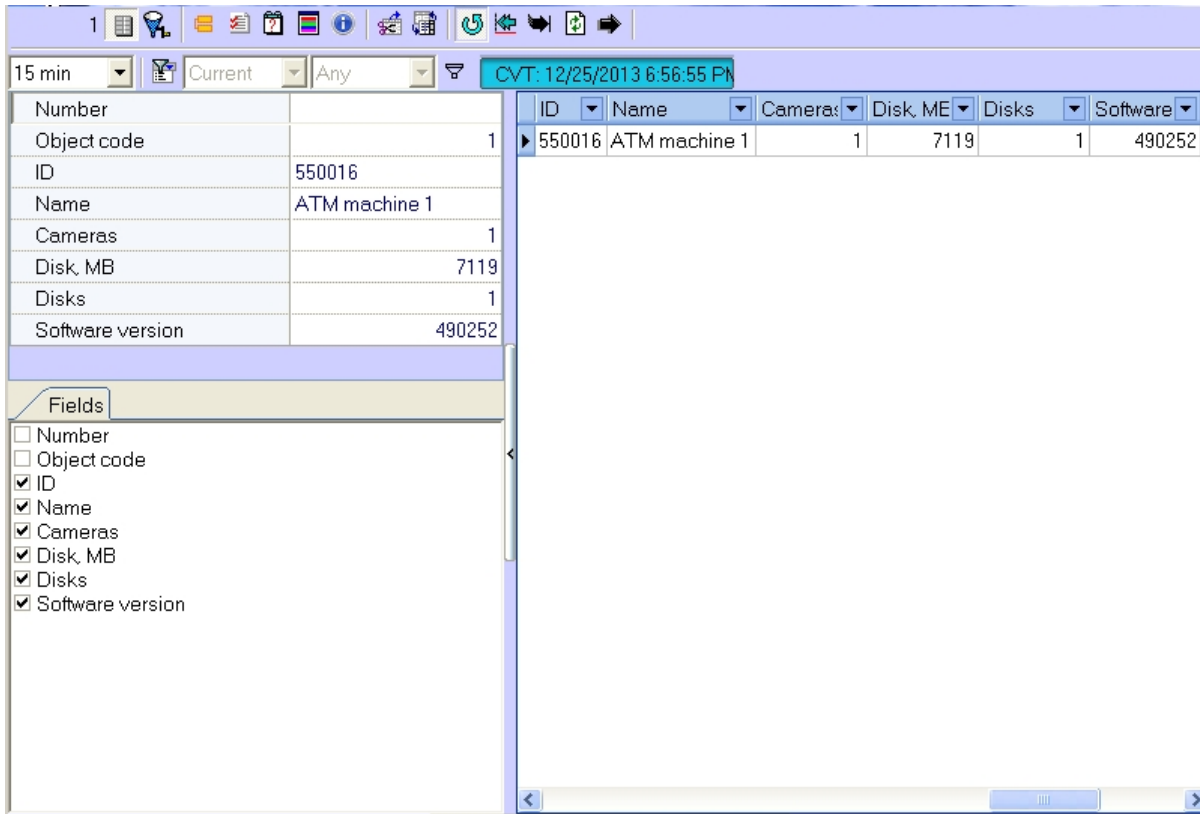 1
15 min Current Any CVT: 12/25/2013 6:56:55 PM
Number
Object code 1
ID 550016
Name ATM machine 1
Cameras 1
Disk, MB 7119
Disks 1
Software version 490252
Fields
Number
Object code
ID
Name
Cameras
Disk, MB
Disks
Software version
ID Name Cameras Disk, ME Disks Software
550016 ATM machine 1 1 7119 1 490252